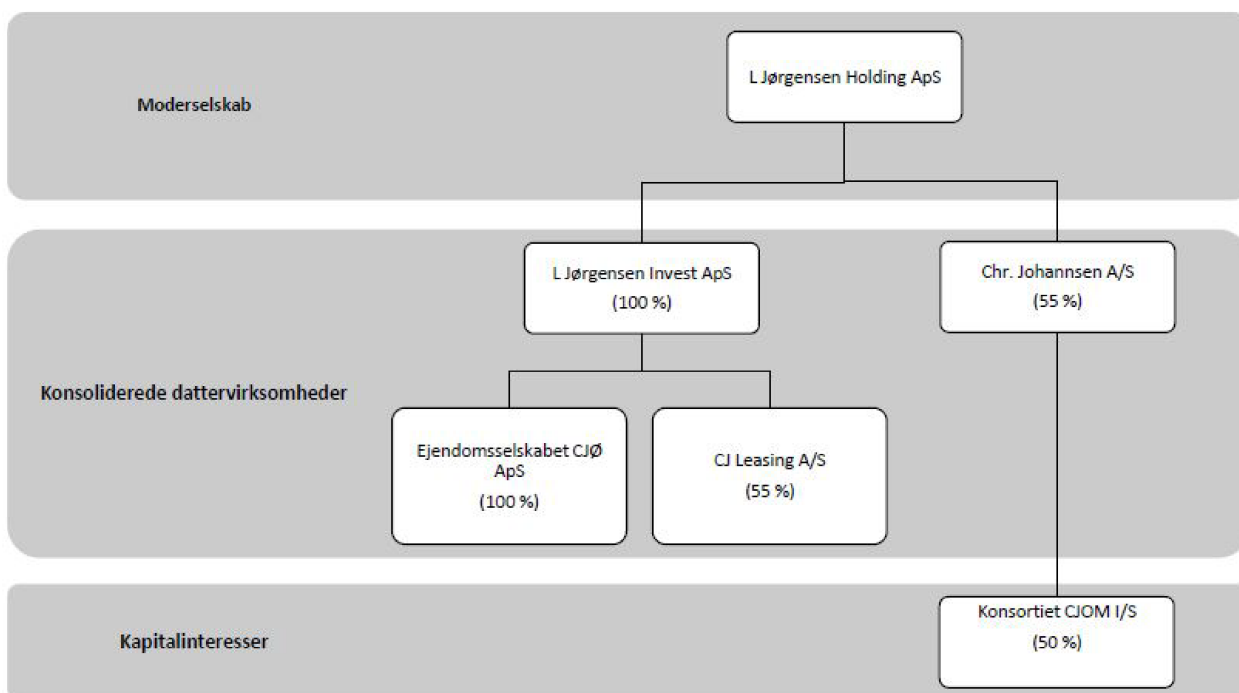 L Jørgensen Holding ApS
Moderselskab
L Jørgensen Invest ApS
(100 %)
Chr. Johannsen A/S
(55 %)
Konsoliderede dattervirksomheder
Ejendomsselskabet CJØ
ApS
(100 %)
CJ Leasing A/S
(55 %)
Kapitalinteresser
Konsortiet CJOM I/S
(50 %)